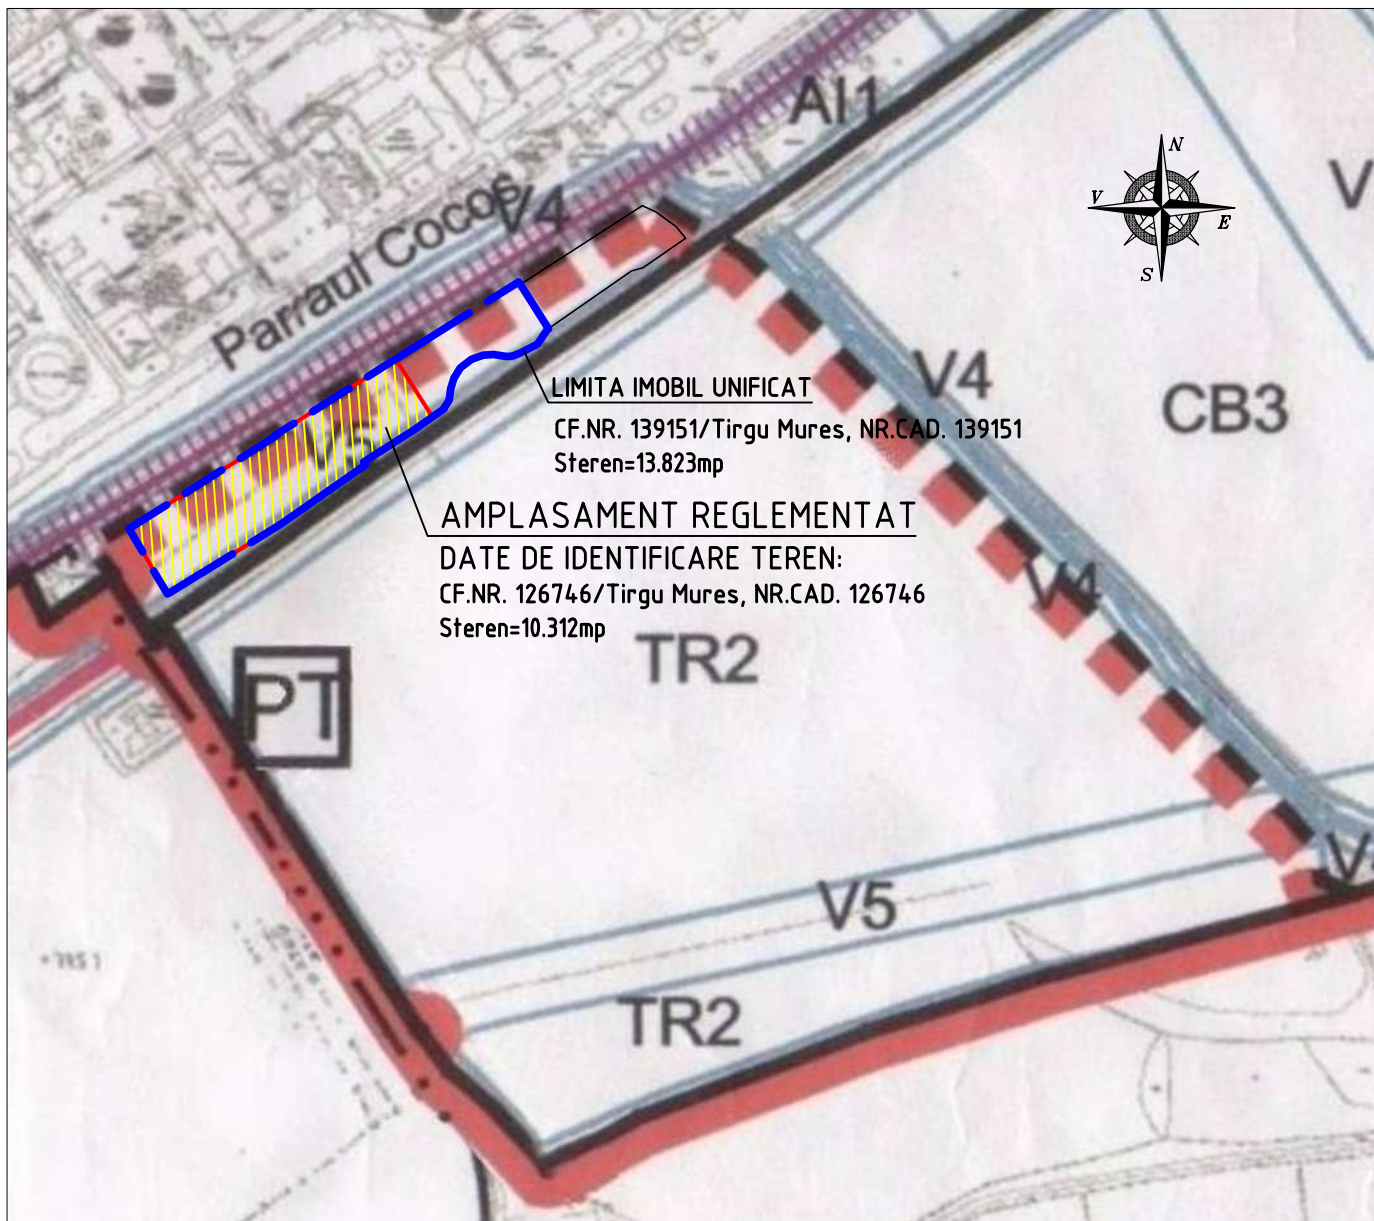 AI1
N
V
E
S
V
V4
Parraul Cocos
V4
CB3
LIMITA IMOBIL UNIFICAT
CF.NR. 139151/Tirgu Mures, NR.CAD. 139151
Steren=13.823mp
AMPLASAMENT REGLEMENTAT
DATE DE IDENTIFICARE TEREN:
CF.NR. 126746/Tirgu Mures, NR.CAD. 126746
Steren=10.312mp
V4
TR2
PT
V5
TR2